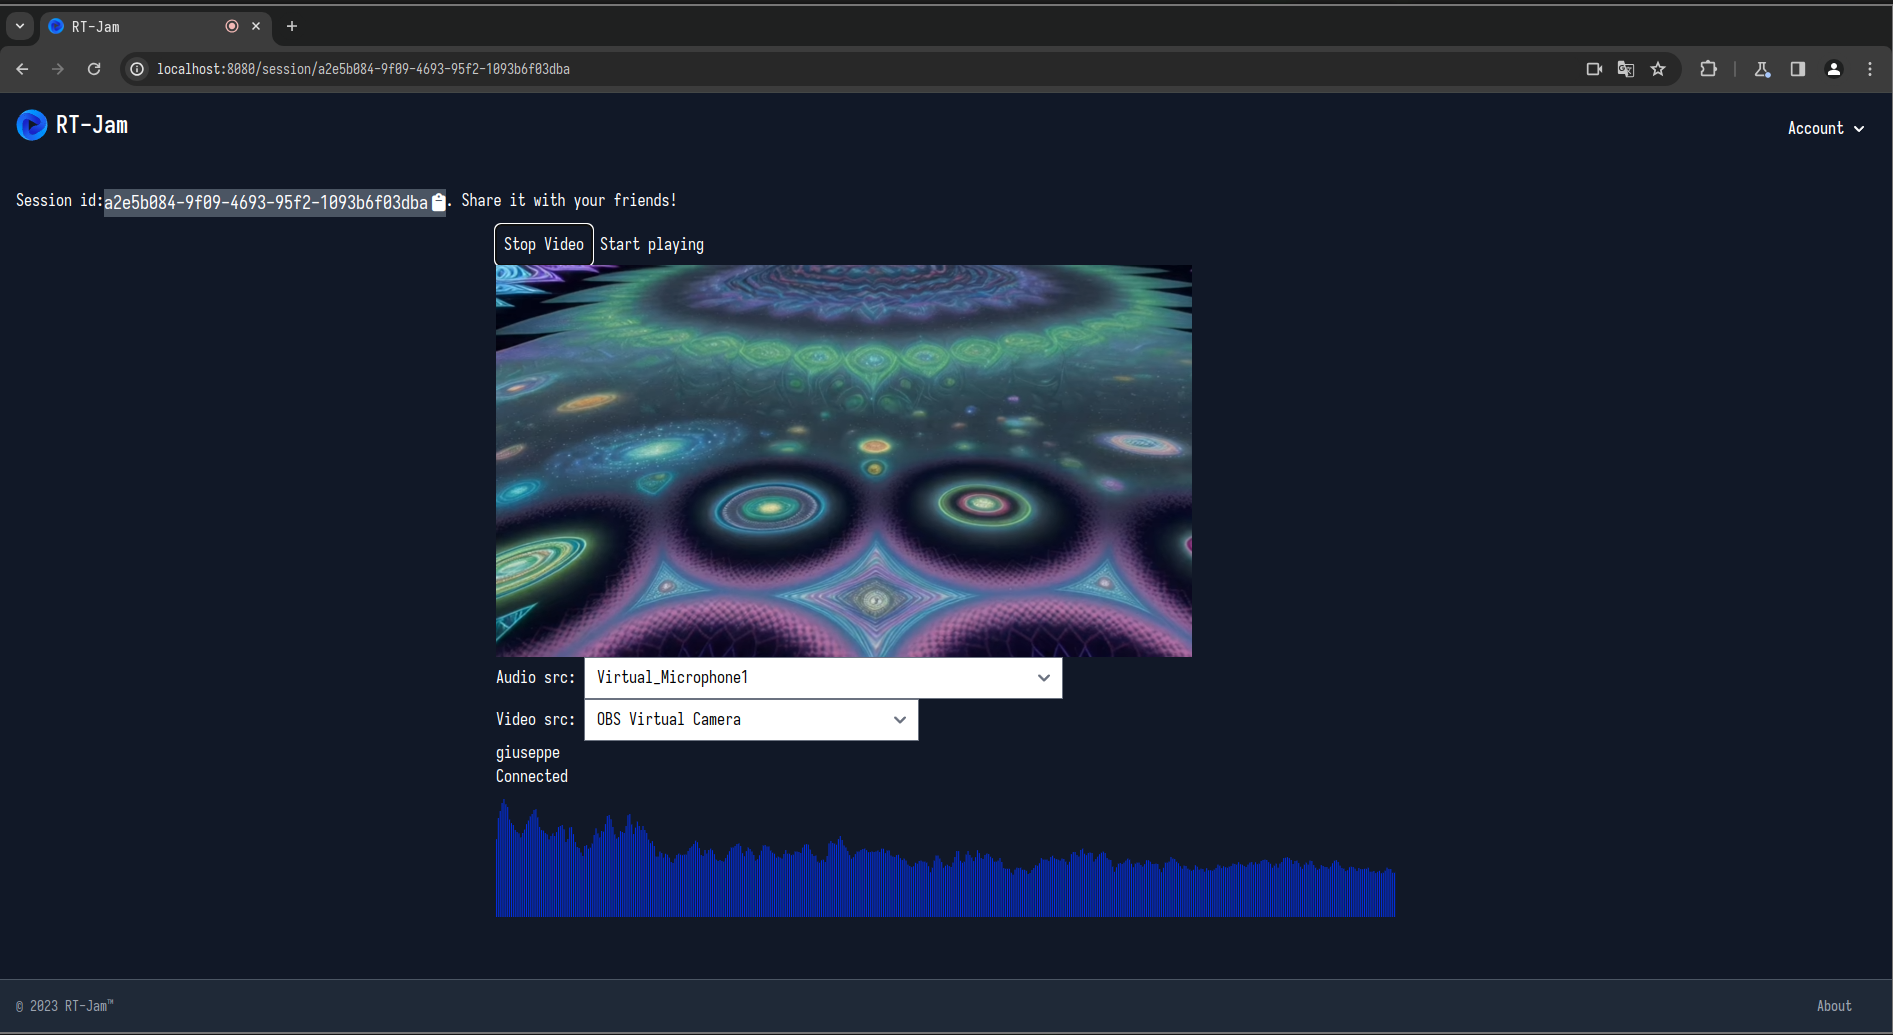 RT-Jam
localhost:8080/session/a2e5b084-9f09-4693-95f2-1093b6f03dba
RT-Jam
Account
Session id:a2e5b084-9f09-4693-95f2-1093b6f03dba. Share it with your friends!
Stop Video Start playing
Audio src: Virtual_Microphone1
Video src: OBS Virtual Camera
giuseppe
Connected
© 2023 RT-Jam™
About